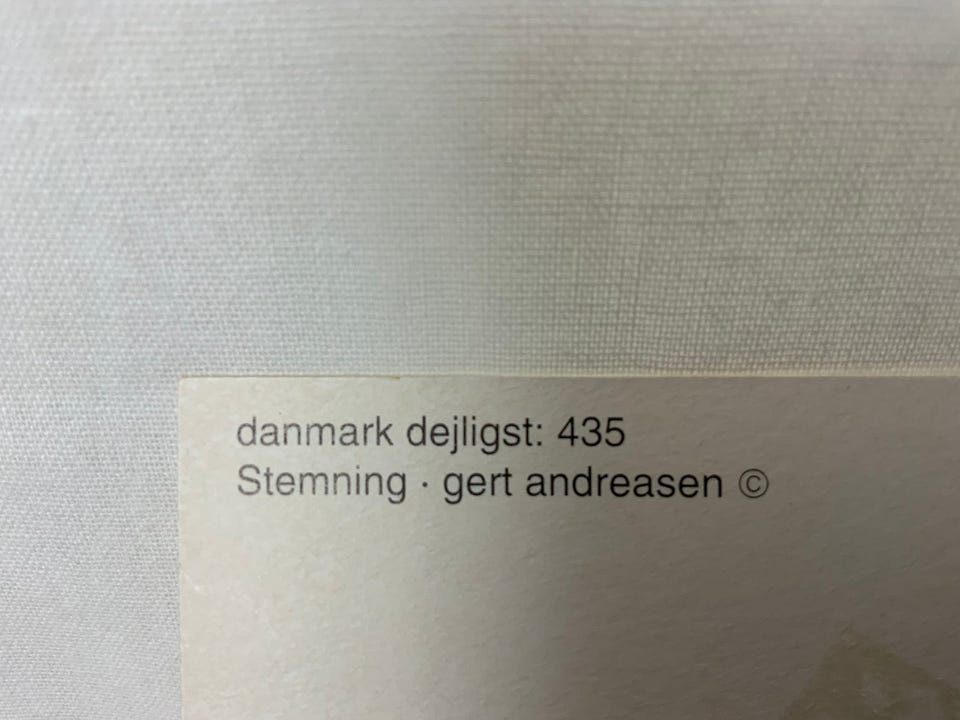 danmark dejligst: 435
Stemning · gert andreasen ©